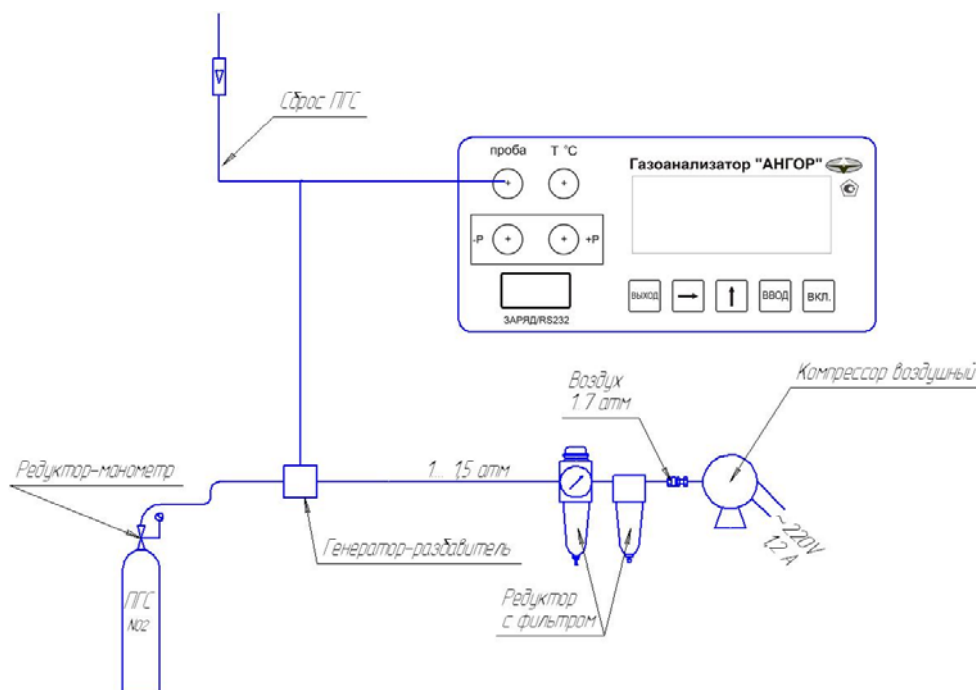 Сброс ПГС
проба
T °C
Газоанализатор "АНГОР"
-P
+P
ВЫХОД
ВВОД
ВКЛ.
ЗАРЯД/RS232
Воздух
1.7 атм
Компрессор воздушный
Редуктор-манометр
1... 1,5 атм
~220V
1.2 A
Генератор-разбавитель
Редуктор
с фильтром
ПГС
NO2